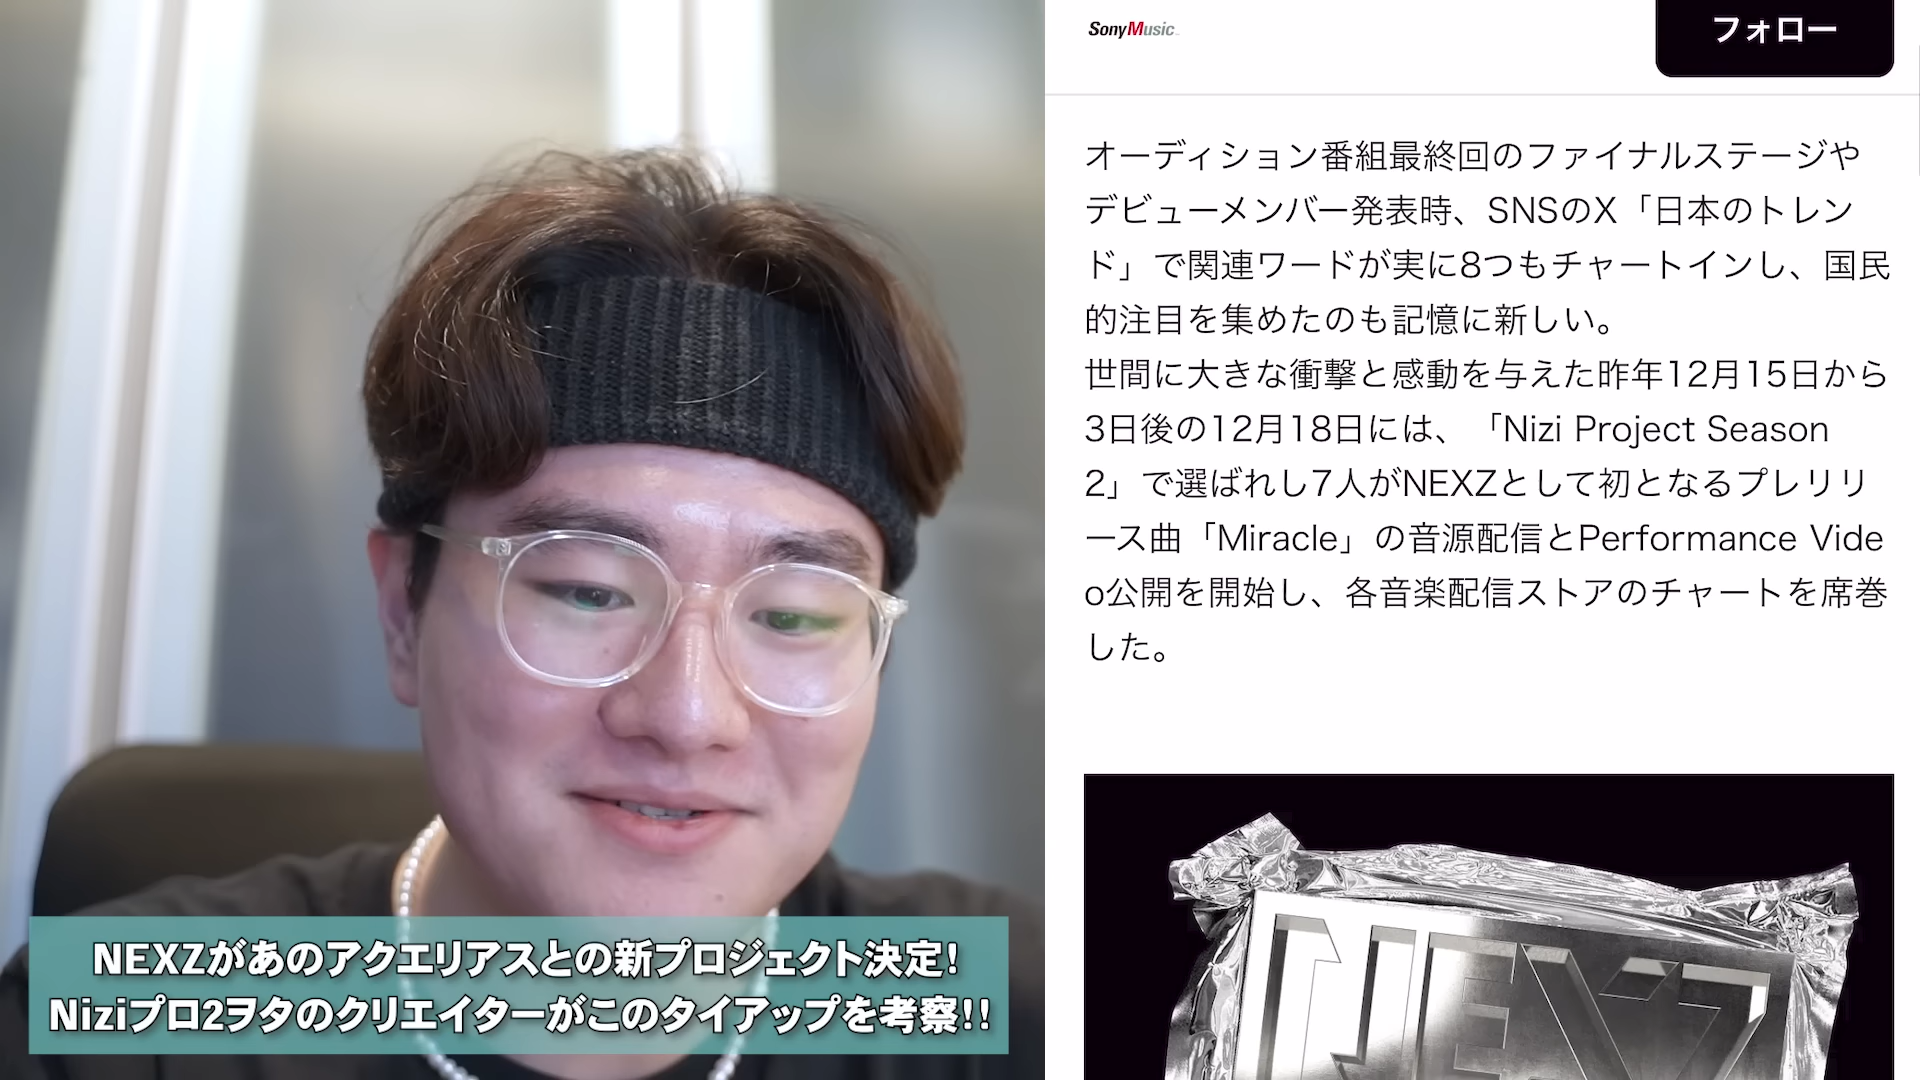 SonyMusic
フォロー
オーディション番組最終回のファイナルステージや
デビューメンバー発表時、SNSのX「日本のトレン
ド」で関連ワードが実に8つもチャートインし、国民
的注目を集めたのも記憶に新しい。
世間に大きな衝撃と感動を与えた昨年12月15日から
3日後の12月18日には、「Nizi Project Season
2」で選ばれし7人がNEXZとして初となるプレリリ
ース曲「Miracle」の音源配信とPerformance Vide
o公開を開始し、各音楽配信ストアのチャートを席巻
した。
NEXZ
NEXZがあのアクエリアスとの新プロジェクト決定!
Niziプロ2ヲタのクリエイターがこのタイアップを考察!!